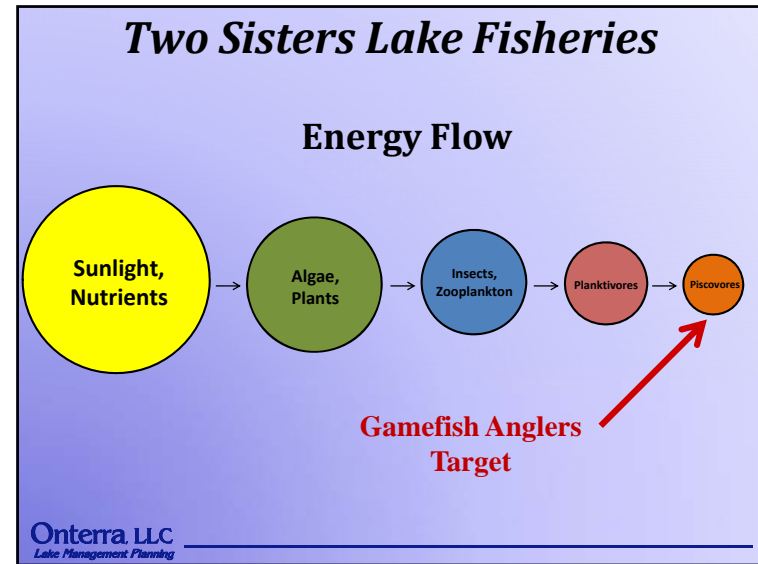 Two Sisters Lake Fisheries
Energy Flow
Sunlight,
Nutrients
Algae,
Plants
Insects,
Zooplankton
Planktivores
Piscovores
Gamefish Anglers
Target
Onterra, LLC
Lake Management Planning